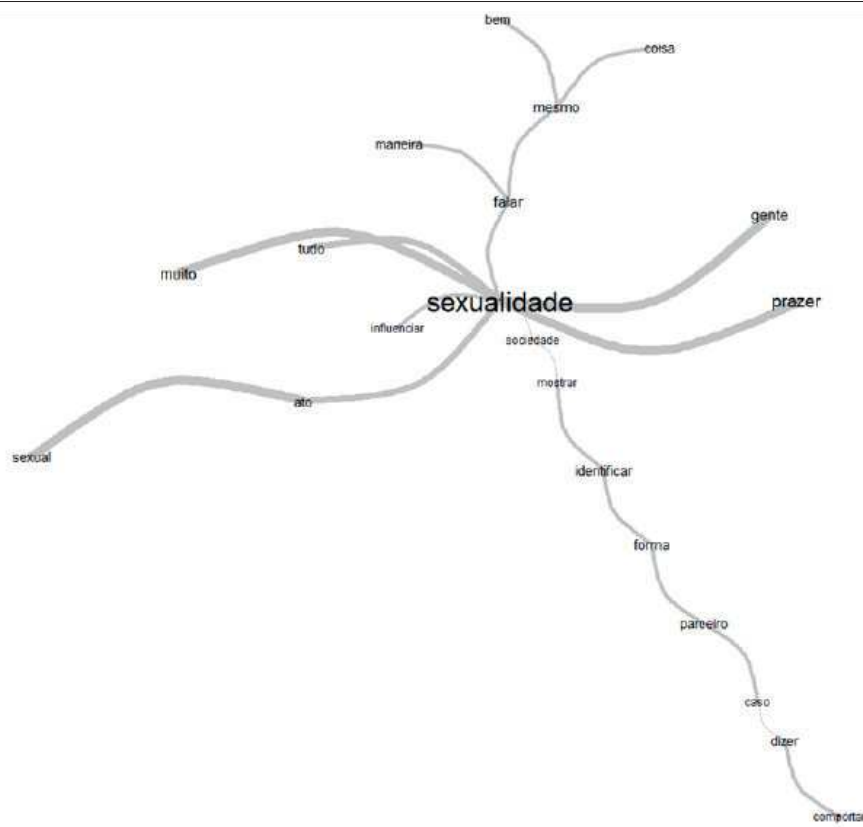 bem
coisa
mesmo
maneira
falar
gente
tudo
muito
prazer
sexualidade
influenciar
sociedade
mostrar
ato
sexual
identificar
forma
parceiro
caso
dizer
comportar